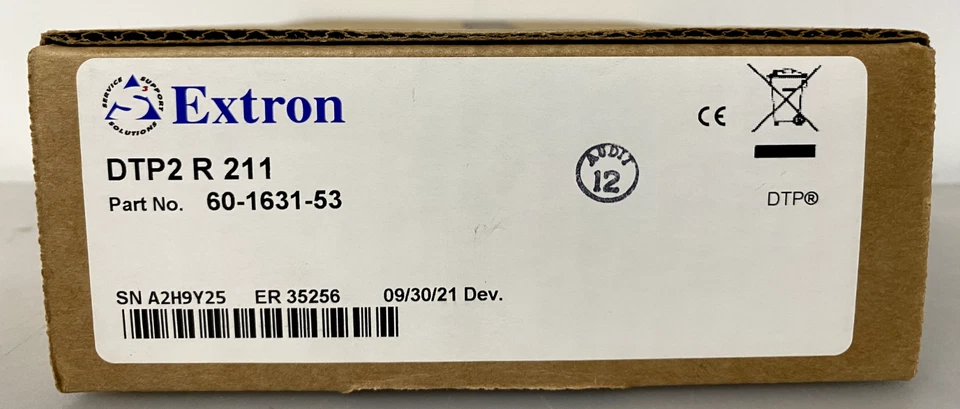 SERVICE SUPPORT SOLUTIONS
S3
Extron
CE
DTP2 R 211
AUDIT
12
Part No. 60-1631-53
DTP®
SN A2H9Y25 ER 35256 09/30/21 Dev.